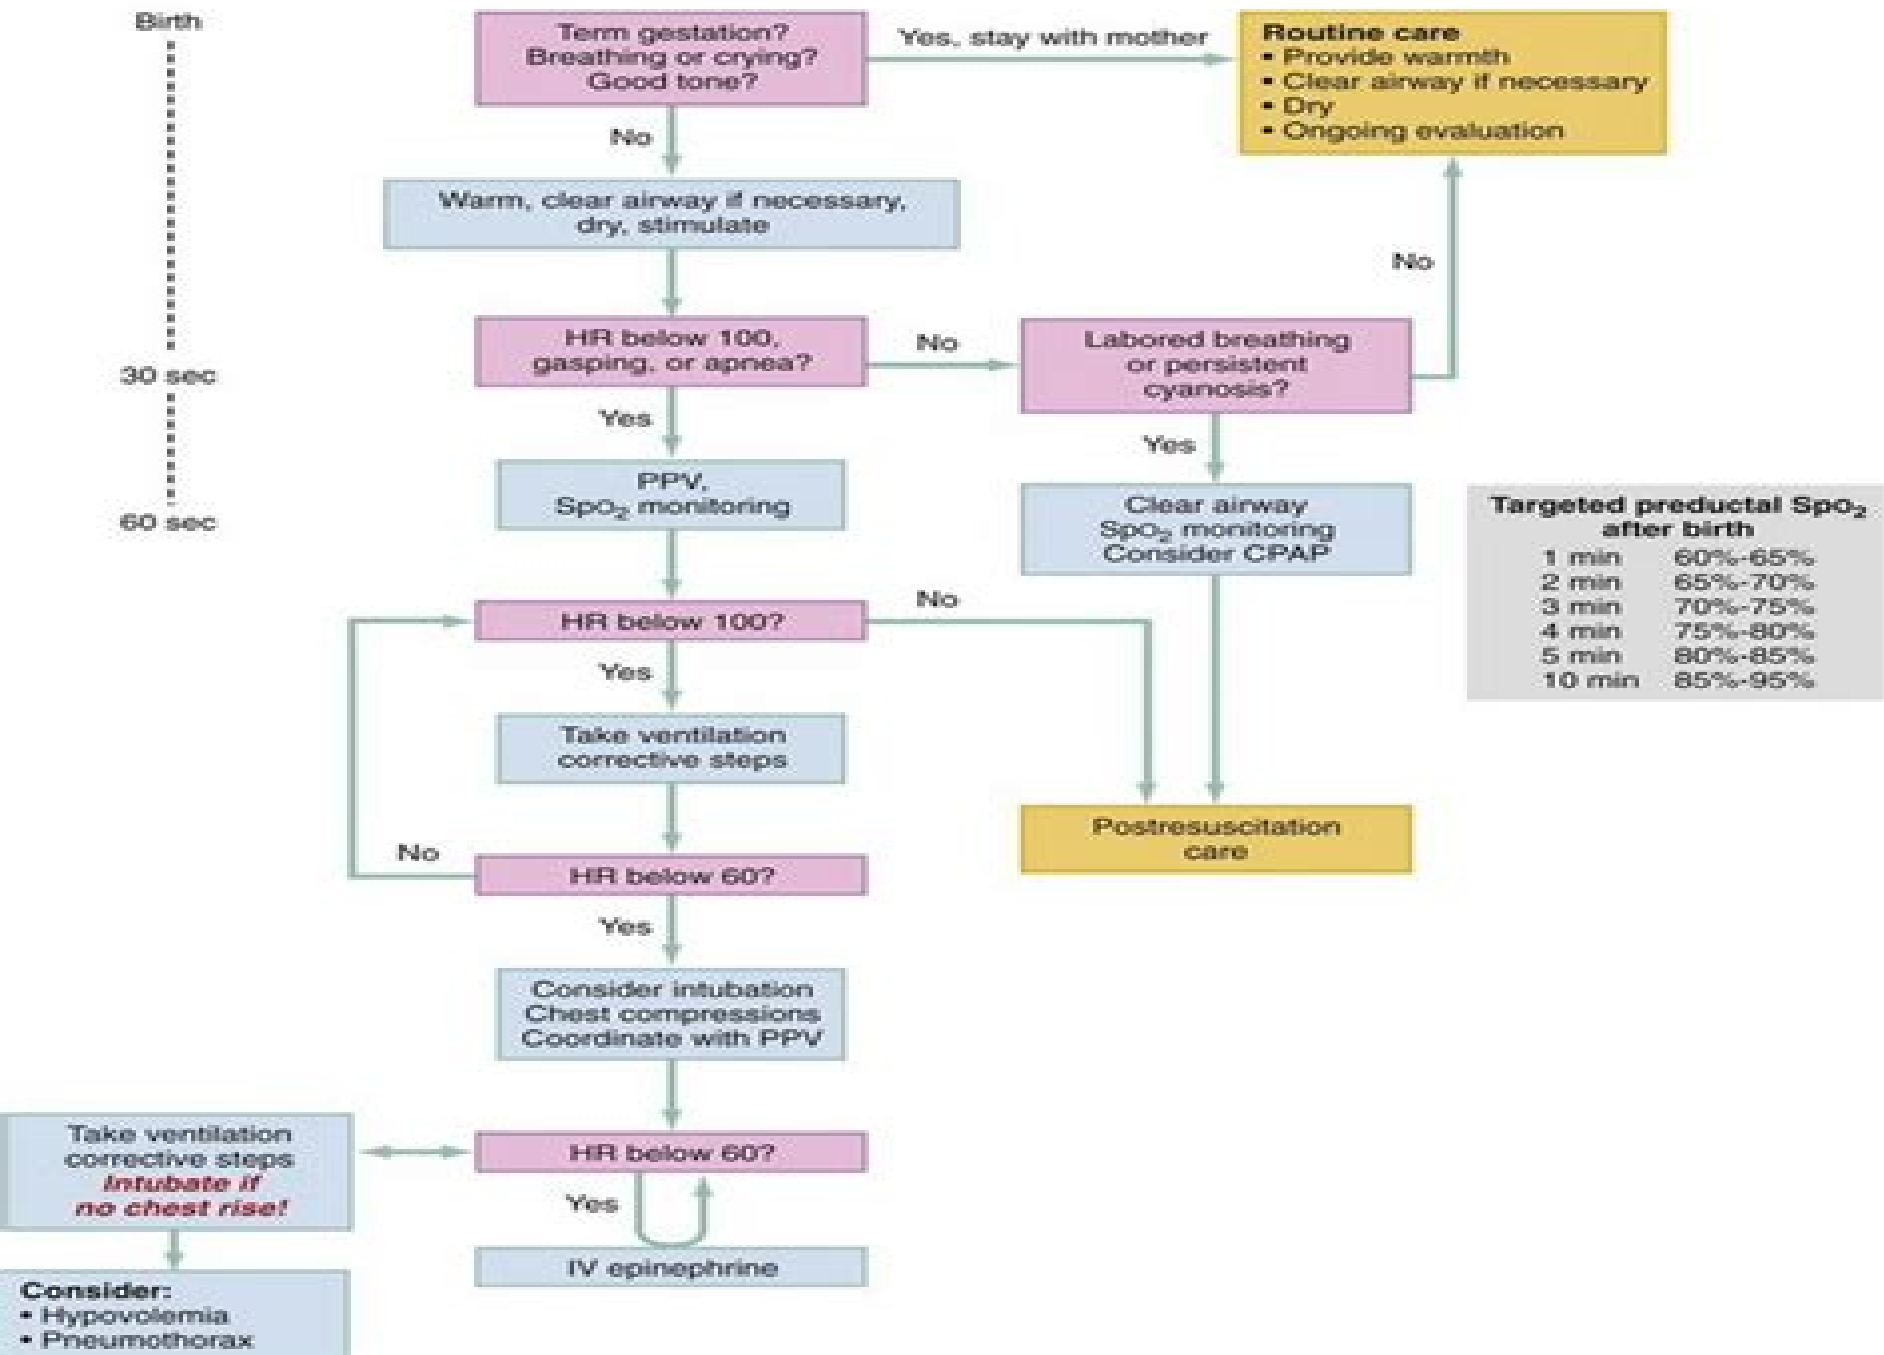 Birth
Term gestation?
Breathing or crying?
Good tone?
Yes, stay with mother
Routine care
• Provide warmth
• Clear airway if necessary
• Dry
• Ongoing evaluation
No
Warm, clear airway if necessary,
dry, stimulate
No
30 sec
HR below 100,
gasping, or apnea?
No
Labored breathing
or persistent
cyanosis?
Yes
Yes
60 sec
PPV,
SpO₂ monitoring
Clear airway
SpO₂ monitoring
Consider CPAP
Targeted preductal SpO₂
after birth
1 min 60%-65%
2 min 65%-70%
3 min 70%-75%
4 min 75%-80%
5 min 80%-85%
10 min 85%-95%
HR below 100?
No
Yes
Take ventilation
corrective steps
Postresuscitation
care
No
HR below 60?
Yes
Consider intubation
Chest compressions
Coordinate with PPV
Take ventilation
corrective steps
Intubate if
no chest rise!
HR below 60?
Yes
IV epinephrine
Consider:
• Hypovolemia
• Pneumothorax